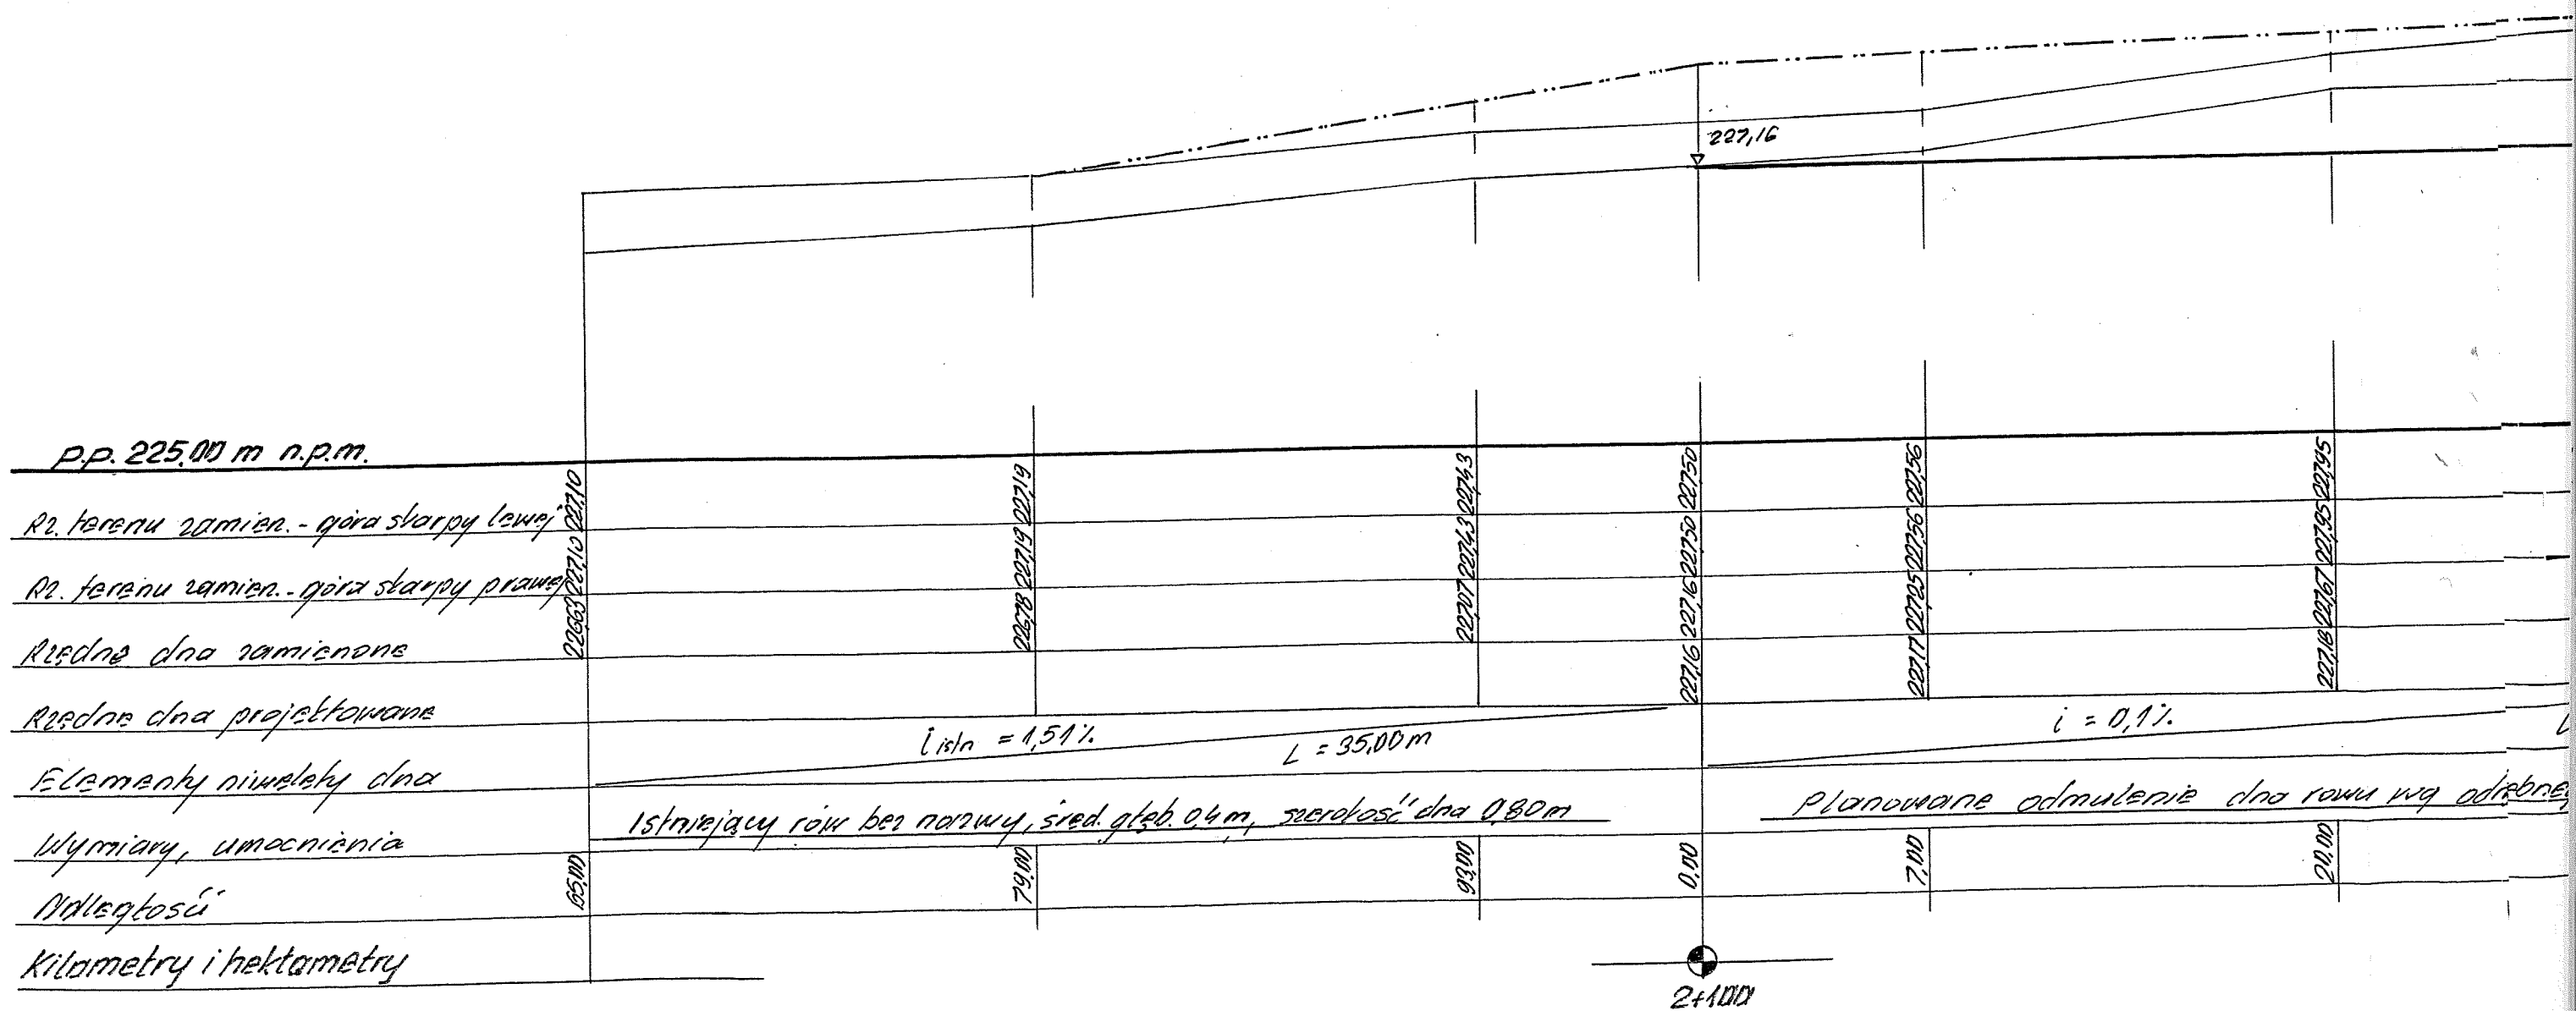 227,16
P.P. 225,00 m n.p.m.
227,10 227,19 227,43 227,50 227,56 227,95
Rz. terenu zamien. - góra skarpy lewej
227,10 227,19 227,43 227,50 227,56 227,95
Rz. terenu zamien. - góra skarpy prawej
226,63 226,78 227,07 227,16 227,25 227,67
Rzędne dna zamienone
227,16 227,17 227,18
Rzędne dna projektowane
i istn = 1,51% L = 35,00 m i = 0,1%
Elementy niwelety dna
Istniejący rów bez nazwy, śred. głęb. 0,4 m, szerokość dna 0,80 m Planowane odmulenie dna rowu wg odrębne
Wymiary, umocnienia
65,00 79,00 93,00 0,00 7,00 20,00
Odległość
Kilometry i hektometry
2+100